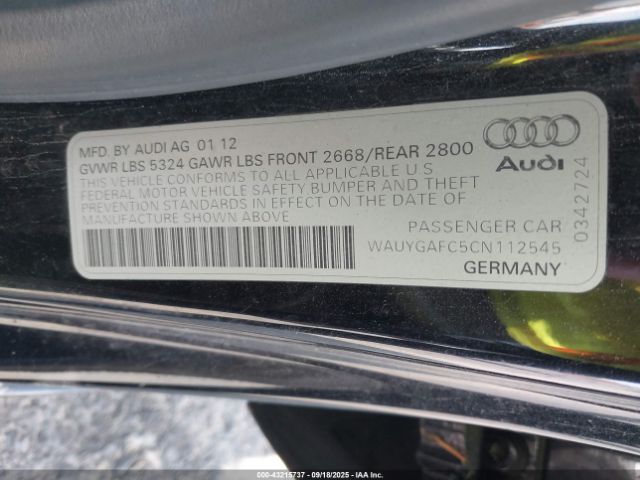 MFD. BY AUDI AG 01 12
GVWR LBS 5324 GAWR LBS FRONT 2668/REAR 2800
THIS VEHICLE CONFORMS TO ALL APPLICABLE U S
FEDERAL MOTOR VEHICLE SAFETY,BUMPER AND THEFT
PREVENTION STANDARDS IN EFFECT ON THE DATE OF
MANUFACTURE SHOWN ABOVE
Audi
0342724
PASSENGER CAR
WAUYGAFC5CN112545
GERMANY
000-43215737 09/18/2025 IAA Inc.